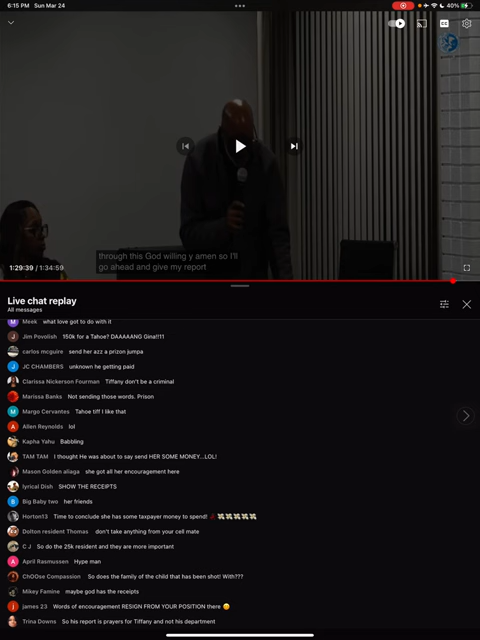 6:15 PM Sun Mar 24
40%
CC
through this God willing y amen so I'll
go ahead and give my report
1:29:39 / 1:34:59
Live chat replay
All messages
Meek what love got to do with it
Jim Povolish 150k for a Tahoe? DAAAAANG Gina!!11
carlos mcguire send her azz a prizon jumpa
JC CHAMBERS unknown he getting paid
Clarissa Nickerson Fourman Tiffany don't be a criminal
Marissa Banks Not sending those words. Prison
Margo Cervantes Tahoe tiff I like that
Allen Reynolds lol
Kapha Yahu Babbling
TAM TAM I thought He was about to say send HER SOME MONEY...LOL!
Mason Golden aliaga she got all her encouragement here
lyrical Dish SHOW THE RECEIPTS
Big Baby two her friends
Horton13 Time to conclude she has some taxpayer money to spend! 💃💸💸💸💸💸
Dolton resident Thomas don't take anything from your cell mate
C J So do the 25k resident and they are more important
April Rasmussen Hype man
ChOOse Compassion So does the family of the child that has been shot! With???
Mikey Famine maybe god has the receipts
james 23 Words of encouragement RESIGN FROM YOUR POSITION there 😀
Trina Downs So his report is prayers for Tiffany and not his department